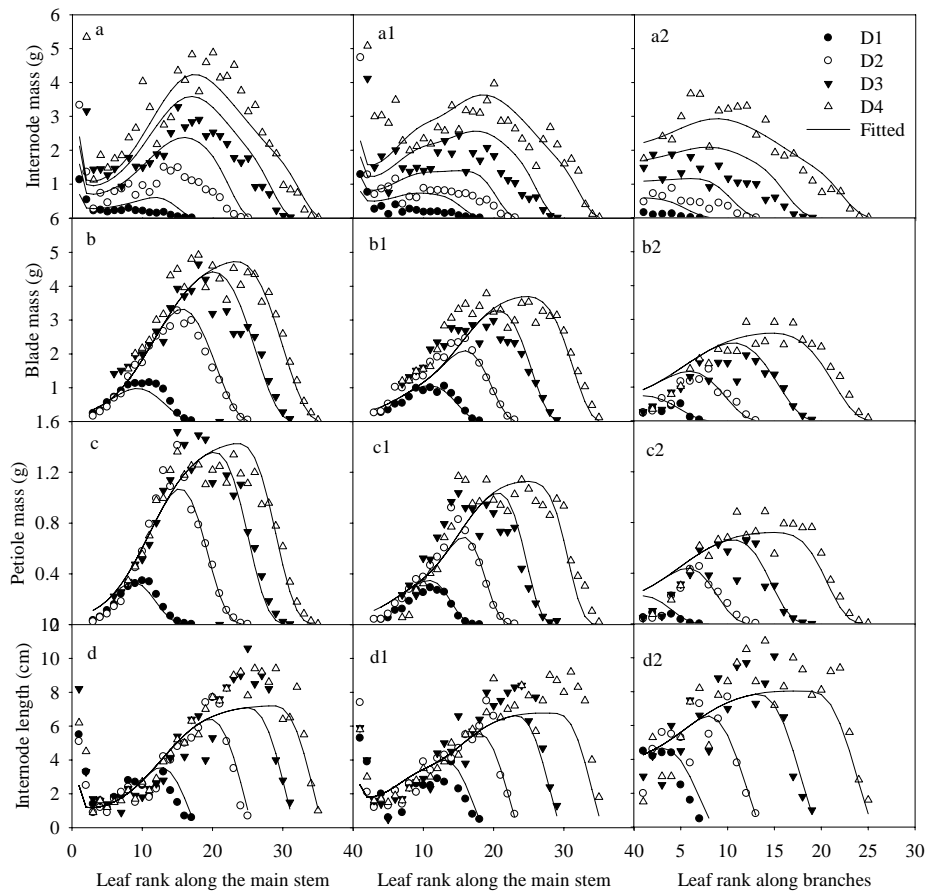 6 a a1 a2 D1
5 D2
4 D3
3 D4
2 Fitted
1
Internode mass (g)
6 6 6
b b1 b2
5
4
3
2
1
Blade mass (g)
1.6
c c1 c2
1.2
0.8
0.4
Petiole mass (g)
12
d d1 d2
10
8
6
4
2
0
Internode length (cm)
0 10 20 30 40 10 20 30 40 5 10 15 20 25 30
Leaf rank along the main stem Leaf rank along the main stem Leaf rank along branches